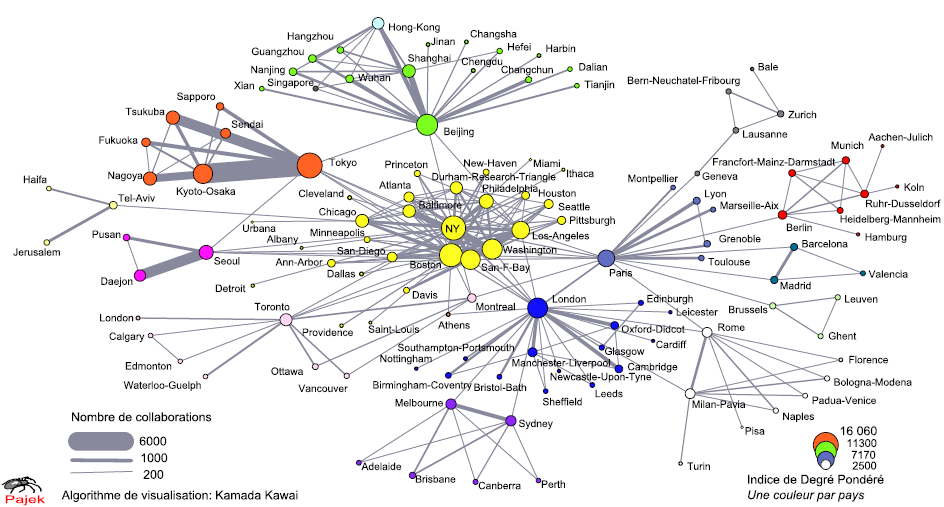 Hong-Kong
Hangzhou
Jinan
Changsha
Guangzhou
Shanghai
Hefei
Harbin
Nanjing
Wuhan
Chengdu
Changchun
Dalian
Xian
Singapore
Tianjin
Beijing
Bale
Bern-Neuchatel-Fribourg
Zurich
Lausanne
Sapporo
Tsukuba
Sendai
Fukuoka
Nagoya
Kyoto-Osaka
Tokyo
Aachen-Julich
Munich
Francfort-Mainz-Darmstadt
Geneva
Koln
Ruhr-Dusseldorf
Berlin
Heidelberg-Mannheim
Hamburg
Haifa
Tel-Aviv
Jerusalem
Princeton
New-Haven
Miami
Ithaca
Durham-Research-Triangle
Atlanta
Philadelphia
Houston
Cleveland
Baltimore
Seattle
Chicago
Pittsburg
NY
Los-Angeles
Minneapolis
Urbana
Albany
San-Diego
Washington
Ann-Arbor
Boston
San-F-Bay
Dallas
Detroit
Davis
Providence
Saint-Louis
Montpellier
Lyon
Marseille-Aix
Grenoble
Toulouse
Paris
Barcelona
Madrid
Valencia
Pusan
Seoul
Daejon
Toronto
Montreal
London
Calgary
Edmonton
Waterloo-Guelph
Ottawa
Vancouver
Athens
London
Edinburgh
Leicester
Oxford-Didcot
Cardiff
Glasgow
Cambridge
Southampton-Portsmouth
Nottingham
Manchester-Liverpool
Newcastle-Upon-Tyne
Birmingham-Coventry
Bristol-Bath
Leeds
Sheffield
Brussels
Leuven
Ghent
Rome
Florence
Bologna-Modena
Padua-Venice
Milan-Pavia
Naples
Pisa
Turin
Melbourne
Sydney
Adelaide
Brisbane
Canberra
Perth
Nombre de collaborations
6000
1000
200
Pajek
Algorithme de visualisation: Kamada Kawai
16 060
11300
7170
2500
Indice de Degré Pondéré
Une couleur par pays